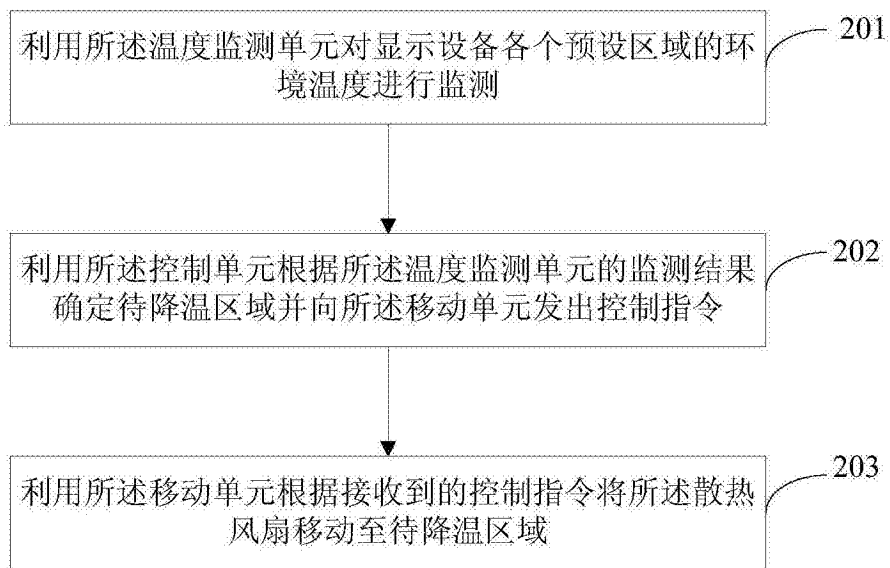 利用所述温度监测单元对显示设备各个预设区域的环
境温度进行监测
201
利用所述控制单元根据所述温度监测单元的监测结果
确定待降温区域并向所述移动单元发出控制指令
202
利用所述移动单元根据接收到的控制指令将所述散热
风扇移动至待降温区域
203